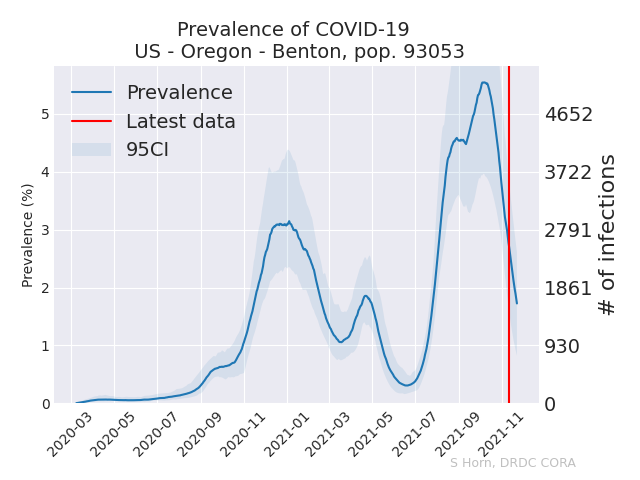 Prevalence of COVID-19
US - Oregon - Benton, pop. 93053
Prevalence
Latest data
95CI
Prevalence (%)
5
4
3
2
1
0
4652
3722
2791
1861
930
0
# of infections
2020-03
2020-05
2020-07
2020-09
2020-11
2021-01
2021-03
2021-05
2021-07
2021-09
2021-11
S Horn, DRDC CORA